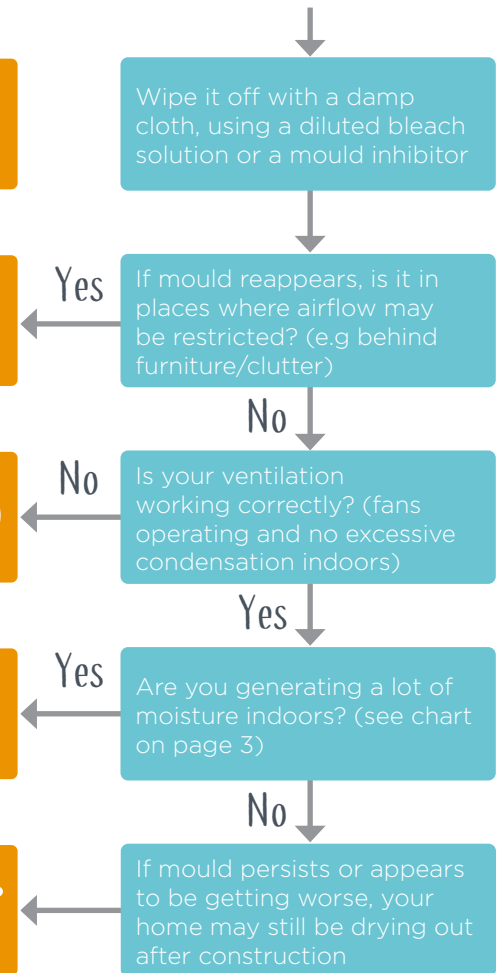 Wipe it off with a damp
cloth, using a diluted bleach
solution or a mould inhibitor
Yes
If mould reappears, is it in
places where airflow may
be restricted? (e.g behind
furniture/clutter)
No
No
Is your ventilation
working correctly? (fans
operating and no excessive
condensation indoors)
Yes
Yes
Are you generating a lot of
moisture indoors? (see chart
on page 3)
No
If mould persists or appears
to be getting worse, your
home may still be drying out
after construction